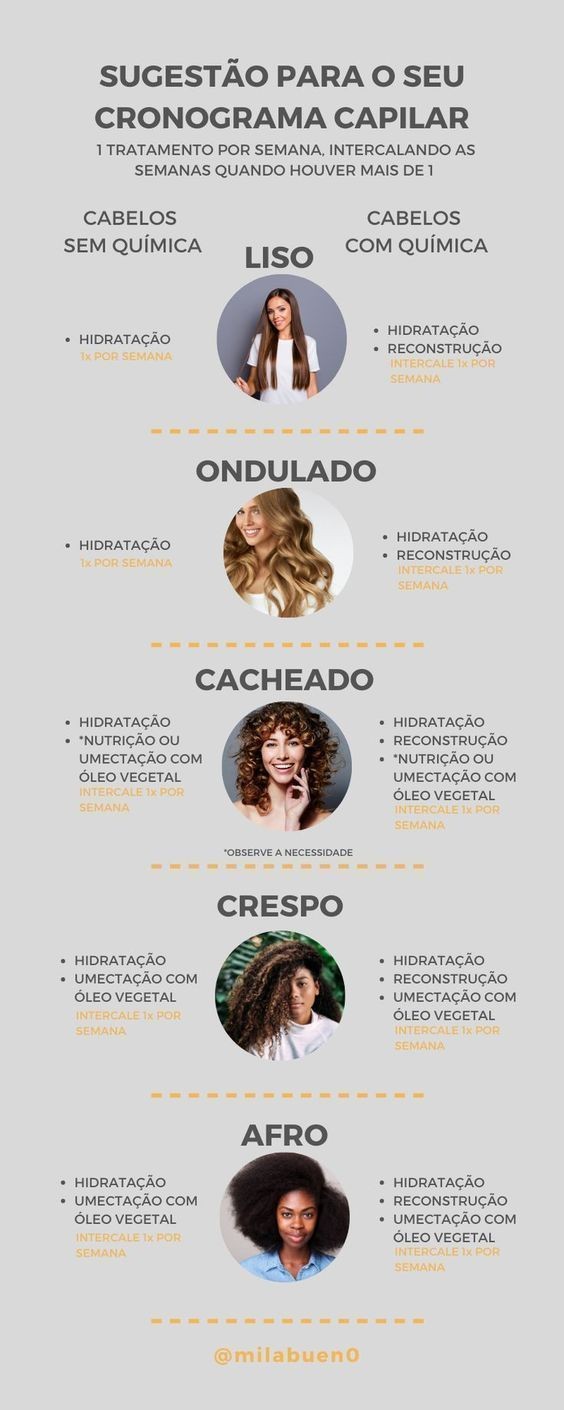 SUGESTÃO PARA O SEU
CRONOGRAMA CAPILAR
1 TRATAMENTO POR SEMANA, INTERCALANDO AS
SEMANAS QUANDO HOUVER MAIS DE 1
CABELOS
SEM QUÍMICA
CABELOS
COM QUÍMICA
LISO
• HIDRATAÇÃO
1x POR SEMANA
• HIDRATAÇÃO
• RECONSTRUÇÃO
INTERCALE 1x POR
SEMANA
ONDULADO
• HIDRATAÇÃO
1x POR SEMANA
• HIDRATAÇÃO
• RECONSTRUÇÃO
INTERCALE 1x POR
SEMANA
CACHEADO
• HIDRATAÇÃO
• *NUTRIÇÃO OU
UMECTAÇÃO COM
ÓLEO VEGETAL
INTERCALE 1x POR
SEMANA
• HIDRATAÇÃO
• RECONSTRUÇÃO
• *NUTRIÇÃO OU
UMECTAÇÃO COM
ÓLEO VEGETAL
INTERCALE 1x POR
SEMANA
*OBSERVE A NECESSIDADE
CRESPO
• HIDRATAÇÃO
• UMECTAÇÃO COM
ÓLEO VEGETAL
INTERCALE 1x POR
SEMANA
• HIDRATAÇÃO
• RECONSTRUÇÃO
• UMECTAÇÃO COM
ÓLEO VEGETAL
INTERCALE 1x POR
SEMANA
AFRO
• HIDRATAÇÃO
• UMECTAÇÃO COM
ÓLEO VEGETAL
INTERCALE 1x POR
SEMANA
• HIDRATAÇÃO
• RECONSTRUÇÃO
• UMECTAÇÃO COM
ÓLEO VEGETAL
INTERCALE 1x POR
SEMANA
@milabuen0